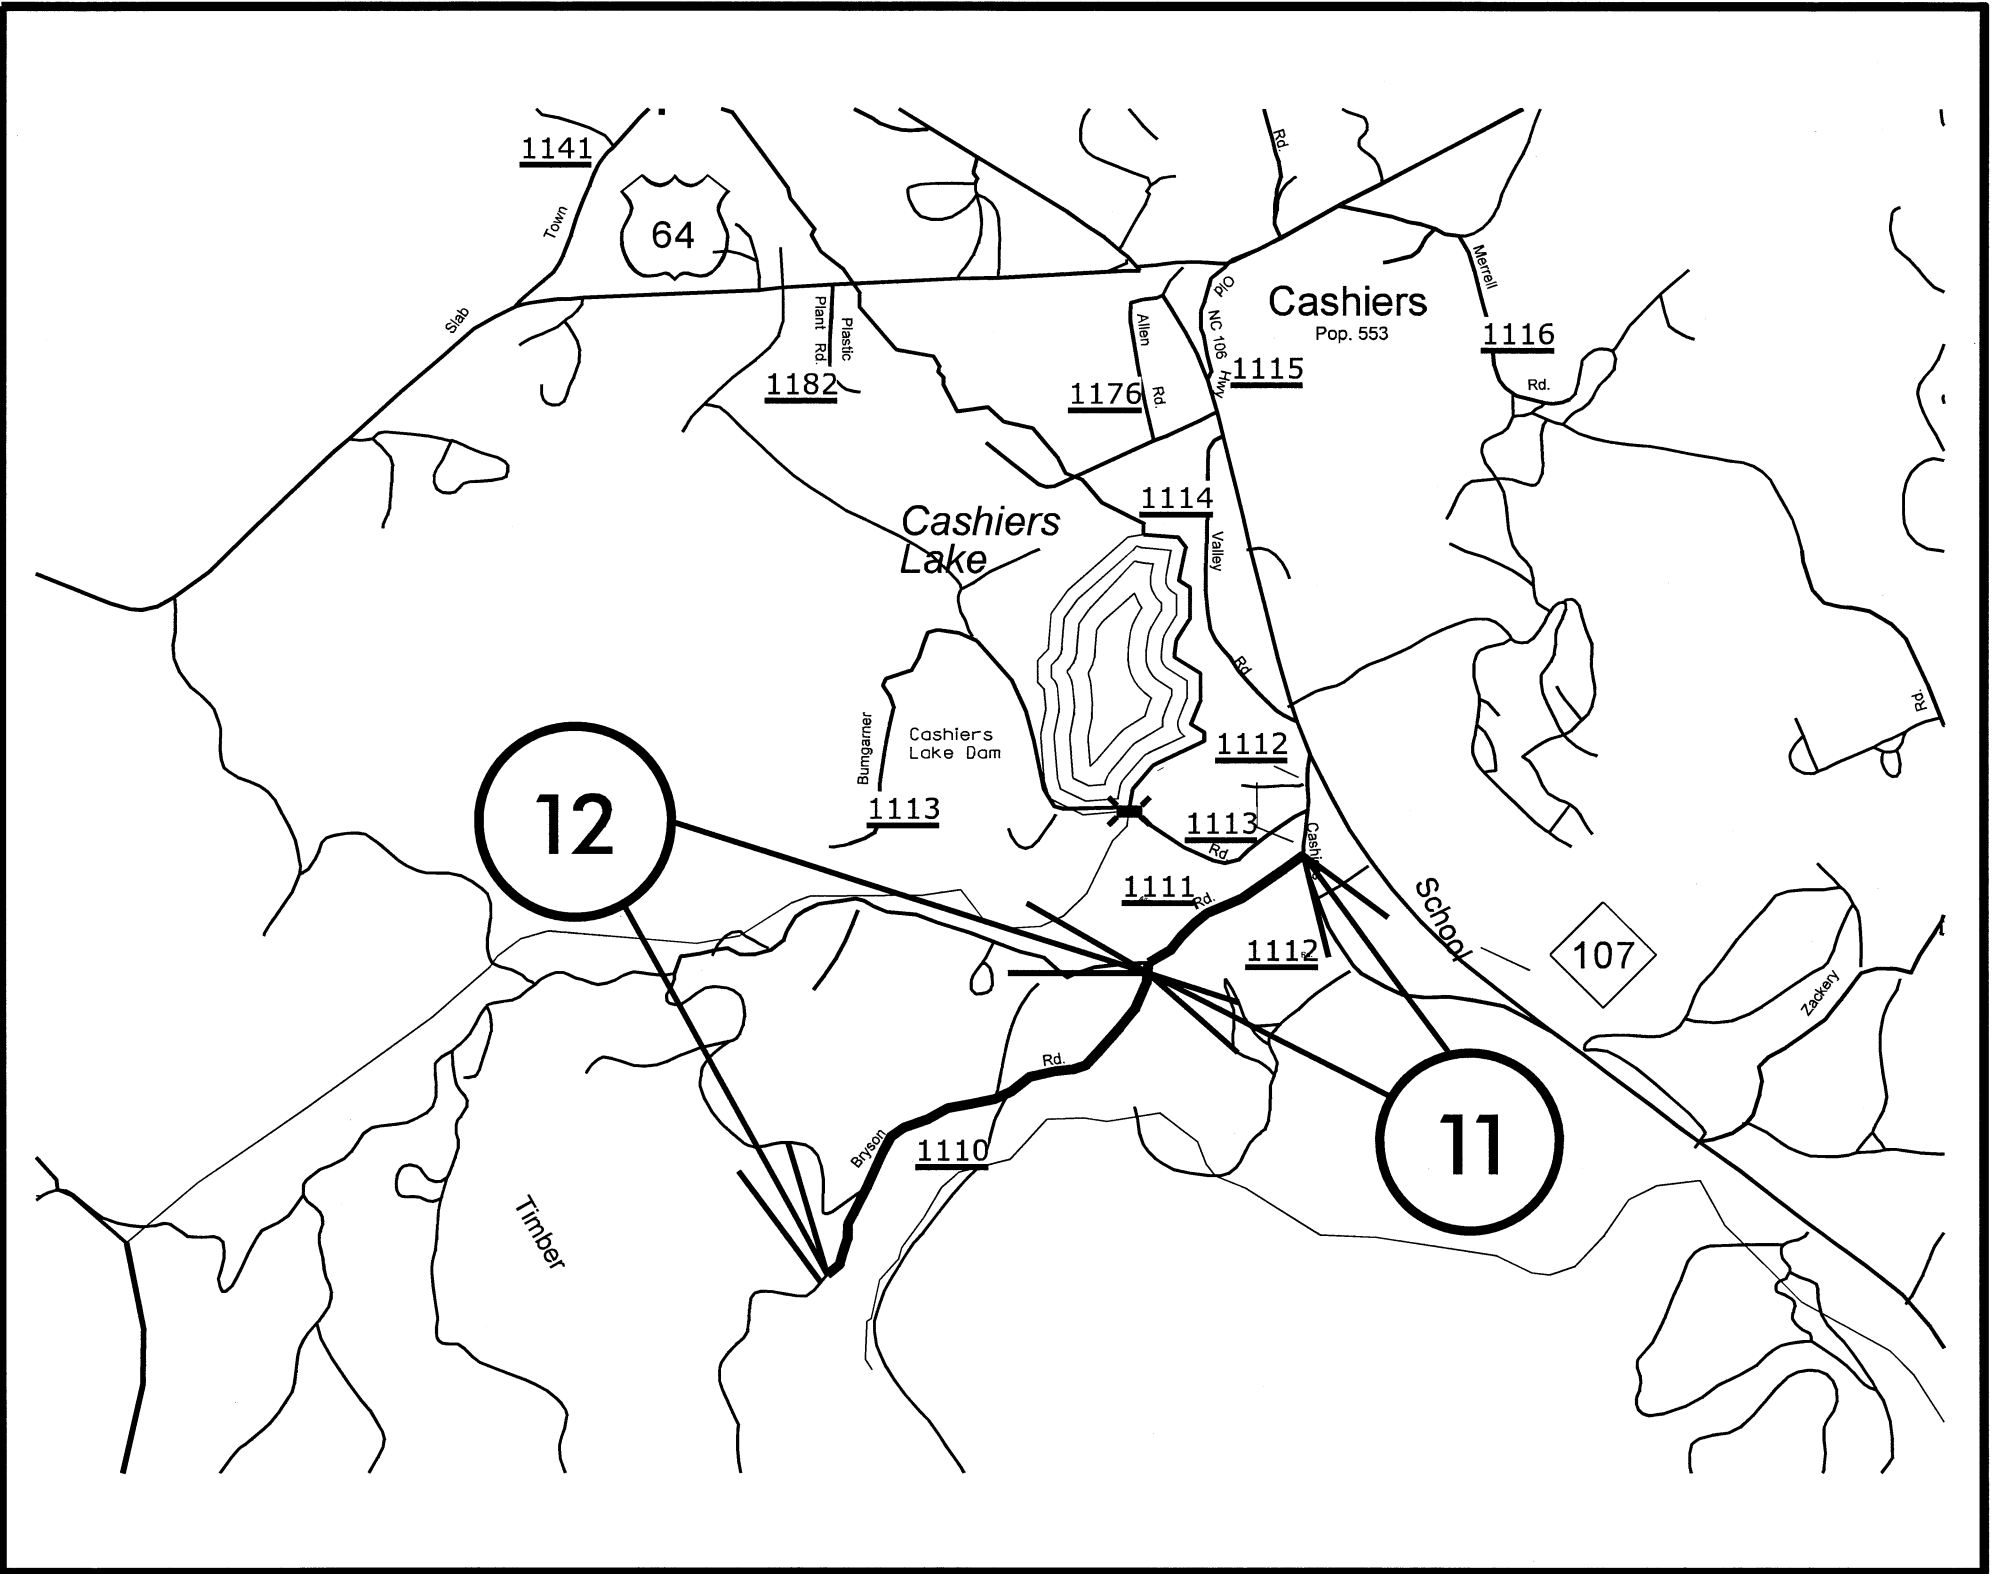 1141
Rd.
Town
64
Merrell
Old
Slab
Plant Rd.
Plastic
Allen
NC 106
Cashiers
Pop. 553
1116
Hwy
1115
1182
1176
Rd.
Rd.
1114
Cashiers
Lake
Valley
Rd.
Rd.
Bumgarner
Cashiers
Lake Dam
1112
1113
1113
Rd.
Cashiers
12
1111
Rd.
School
1112
107
Zackery
Rd.
Bryson
1110
11
Timber